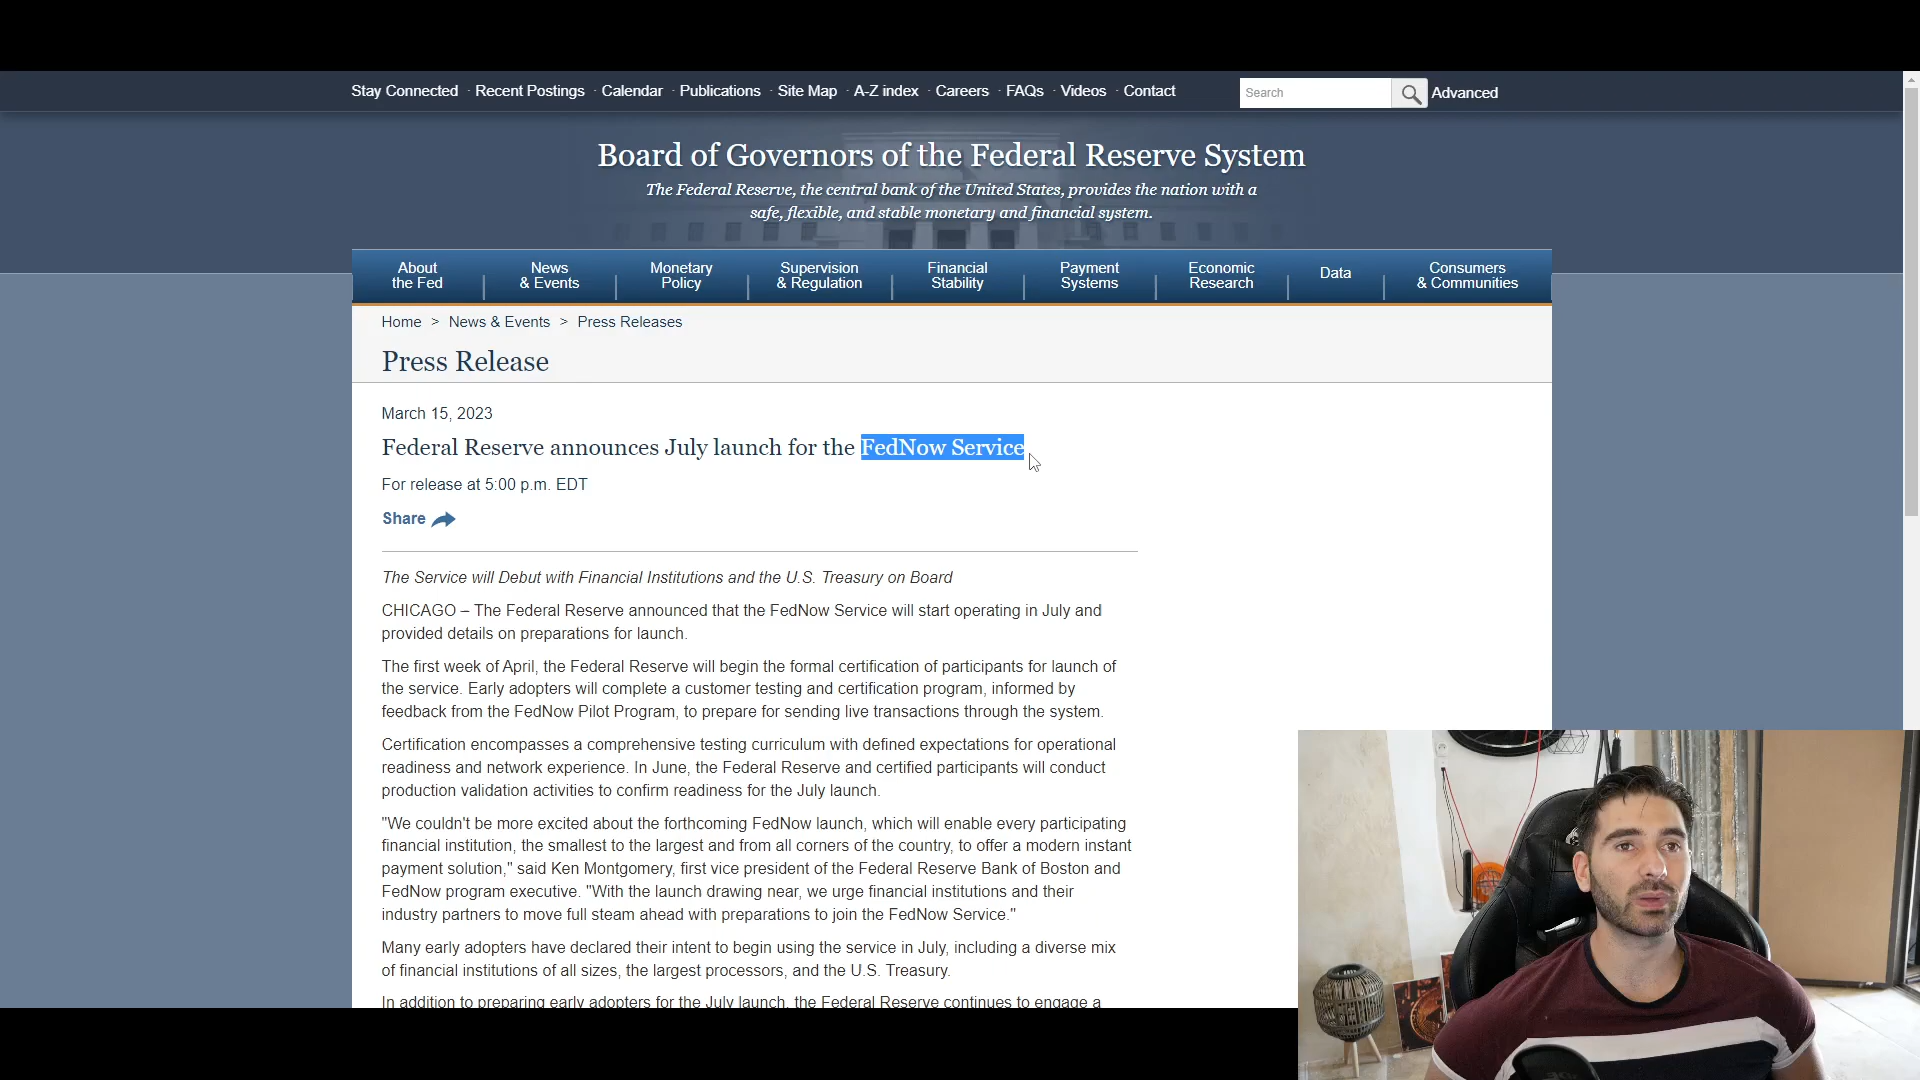 Stay Connected · Recent Postings · Calendar · Publications · Site Map · A-Z index · Careers · FAQs · Videos · Contact
Search
Advanced
Board of Governors of the Federal Reserve System
The Federal Reserve, the central bank of the United States, provides the nation with a
safe, flexible, and stable monetary and financial system.
About
the Fed
News
& Events
Monetary
Policy
Supervision
& Regulation
Financial
Stability
Payment
Systems
Economic
Research
Data
Consumers
& Communities
Home > News & Events > Press Releases
Press Release
March 15, 2023
Federal Reserve announces July launch for the FedNow Service
For release at 5:00 p.m. EDT
Share
The Service will Debut with Financial Institutions and the U.S. Treasury on Board
CHICAGO – The Federal Reserve announced that the FedNow Service will start operating in July and
provided details on preparations for launch.
The first week of April, the Federal Reserve will begin the formal certification of participants for launch of
the service. Early adopters will complete a customer testing and certification program, informed by
feedback from the FedNow Pilot Program, to prepare for sending live transactions through the system.
Certification encompasses a comprehensive testing curriculum with defined expectations for operational
readiness and network experience. In June, the Federal Reserve and certified participants will conduct
production validation activities to confirm readiness for the July launch.
"We couldn't be more excited about the forthcoming FedNow launch, which will enable every participating
financial institution, the smallest to the largest and from all corners of the country, to offer a modern instant
payment solution," said Ken Montgomery, first vice president of the Federal Reserve Bank of Boston and
FedNow program executive. "With the launch drawing near, we urge financial institutions and their
industry partners to move full steam ahead with preparations to join the FedNow Service."
Many early adopters have declared their intent to begin using the service in July, including a diverse mix
of financial institutions of all sizes, the largest processors, and the U.S. Treasury.
In addition to preparing early adopters for the July launch, the Federal Reserve continues to engage a